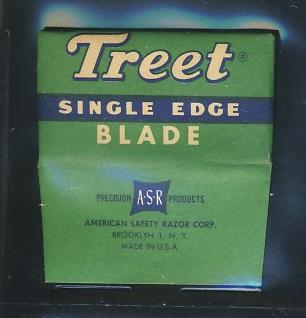 Treet®
SINGLE EDGE
BLADE
PRECISION A·S·R PRODUCTS
AMERICAN SAFETY RAZOR CORP.
BROOKLYN 1, N. Y.
MADE IN U.S.A